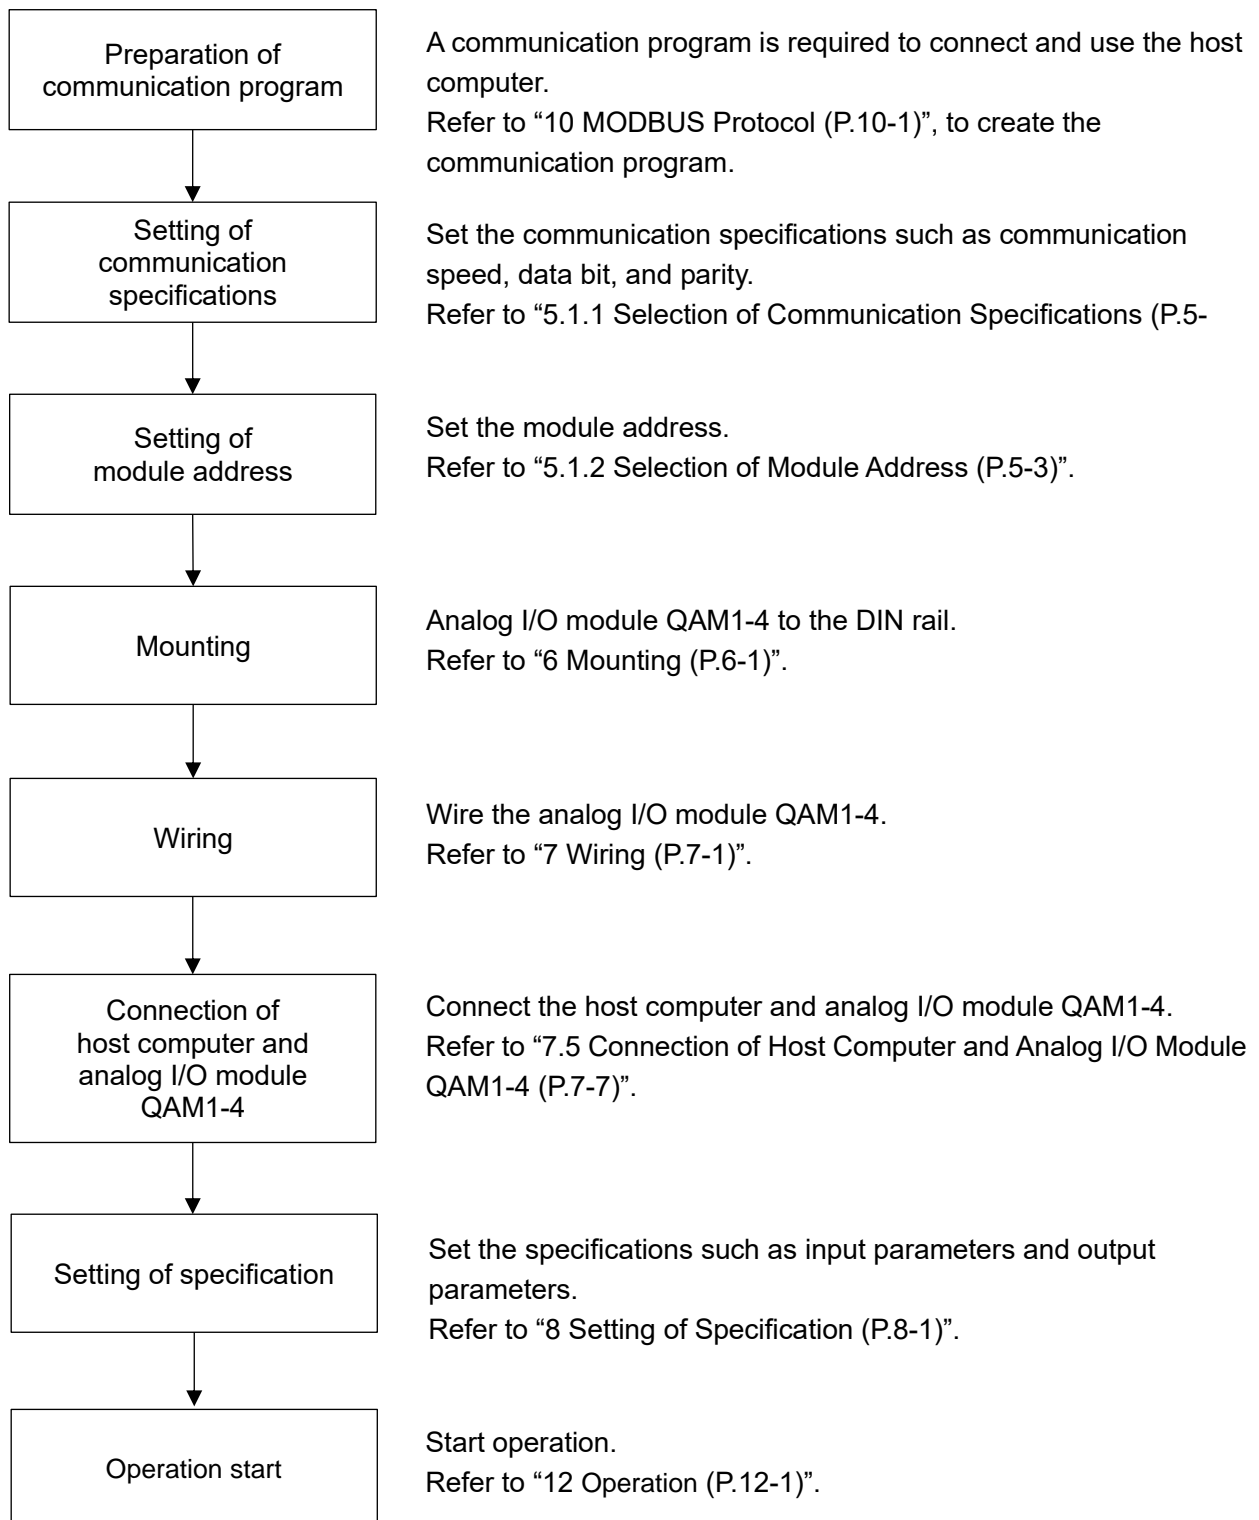 Preparation of
communication program
A communication program is required to connect and use the host
computer.
Refer to “10 MODBUS Protocol (P.10-1)”, to create the
communication program.
Setting of
communication
specifications
Set the communication specifications such as communication
speed, data bit, and parity.
Refer to “5.1.1 Selection of Communication Specifications (P.5-
Setting of
module address
Set the module address.
Refer to “5.1.2 Selection of Module Address (P.5-3)”.
Mounting
Analog I/O module QAM1-4 to the DIN rail.
Refer to “6 Mounting (P.6-1)”.
Wiring
Wire the analog I/O module QAM1-4.
Refer to “7 Wiring (P.7-1)”.
Connection of
host computer and
analog I/O module
QAM1-4
Connect the host computer and analog I/O module QAM1-4.
Refer to “7.5 Connection of Host Computer and Analog I/O Module
QAM1-4 (P.7-7)”.
Setting of specification
Set the specifications such as input parameters and output
parameters.
Refer to “8 Setting of Specification (P.8-1)”.
Operation start
Start operation.
Refer to “12 Operation (P.12-1)”.